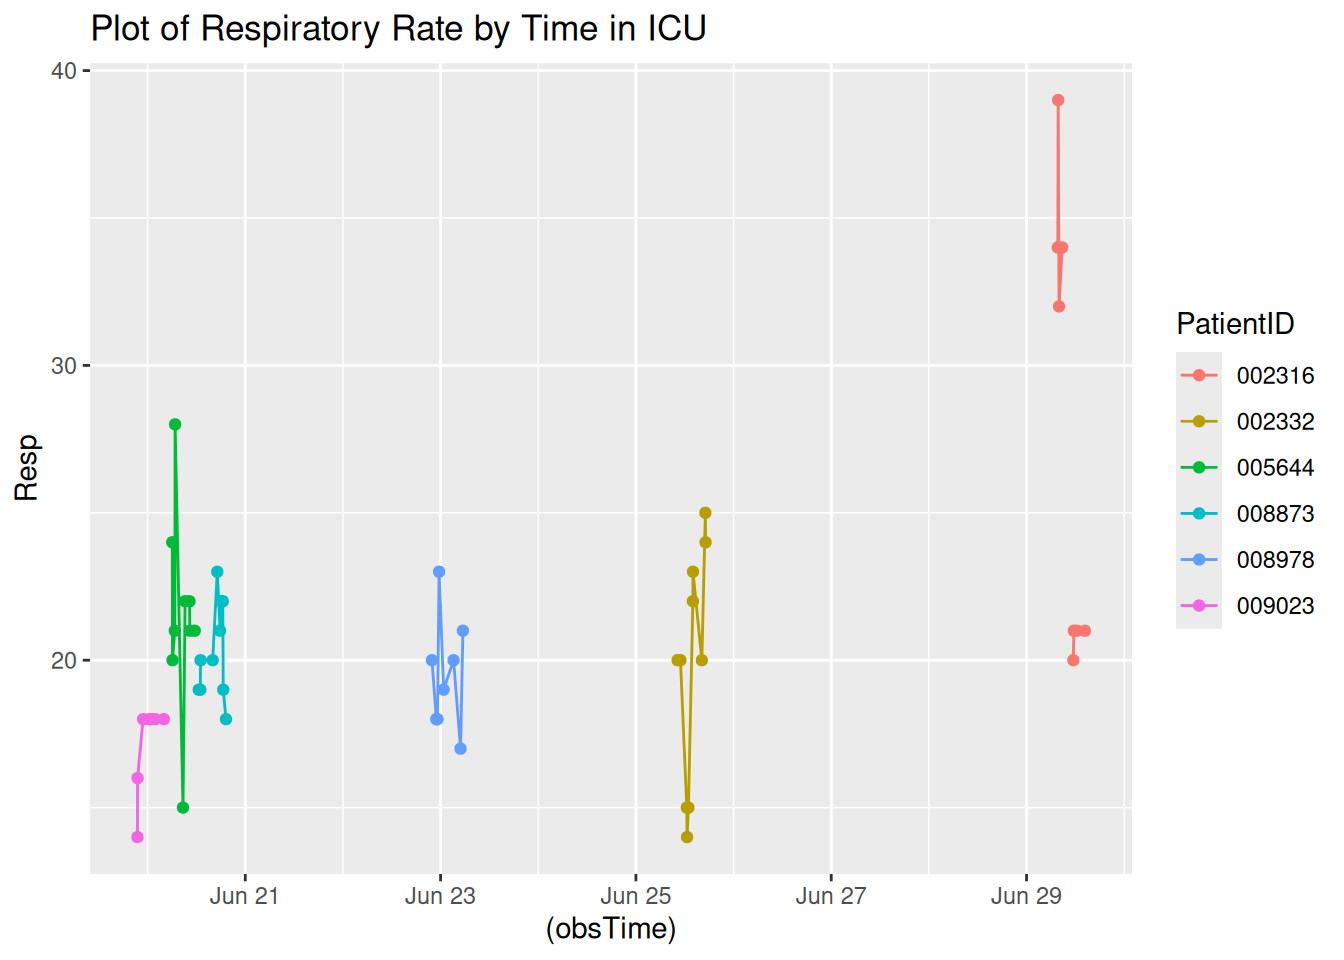 Plot of Respiratory Rate by Time in ICU
40
30
20
Resp
Jun 21
Jun 23
Jun 25
Jun 27
Jun 29
(obsTime)
PatientID
002316
002332
005644
008873
008978
009023